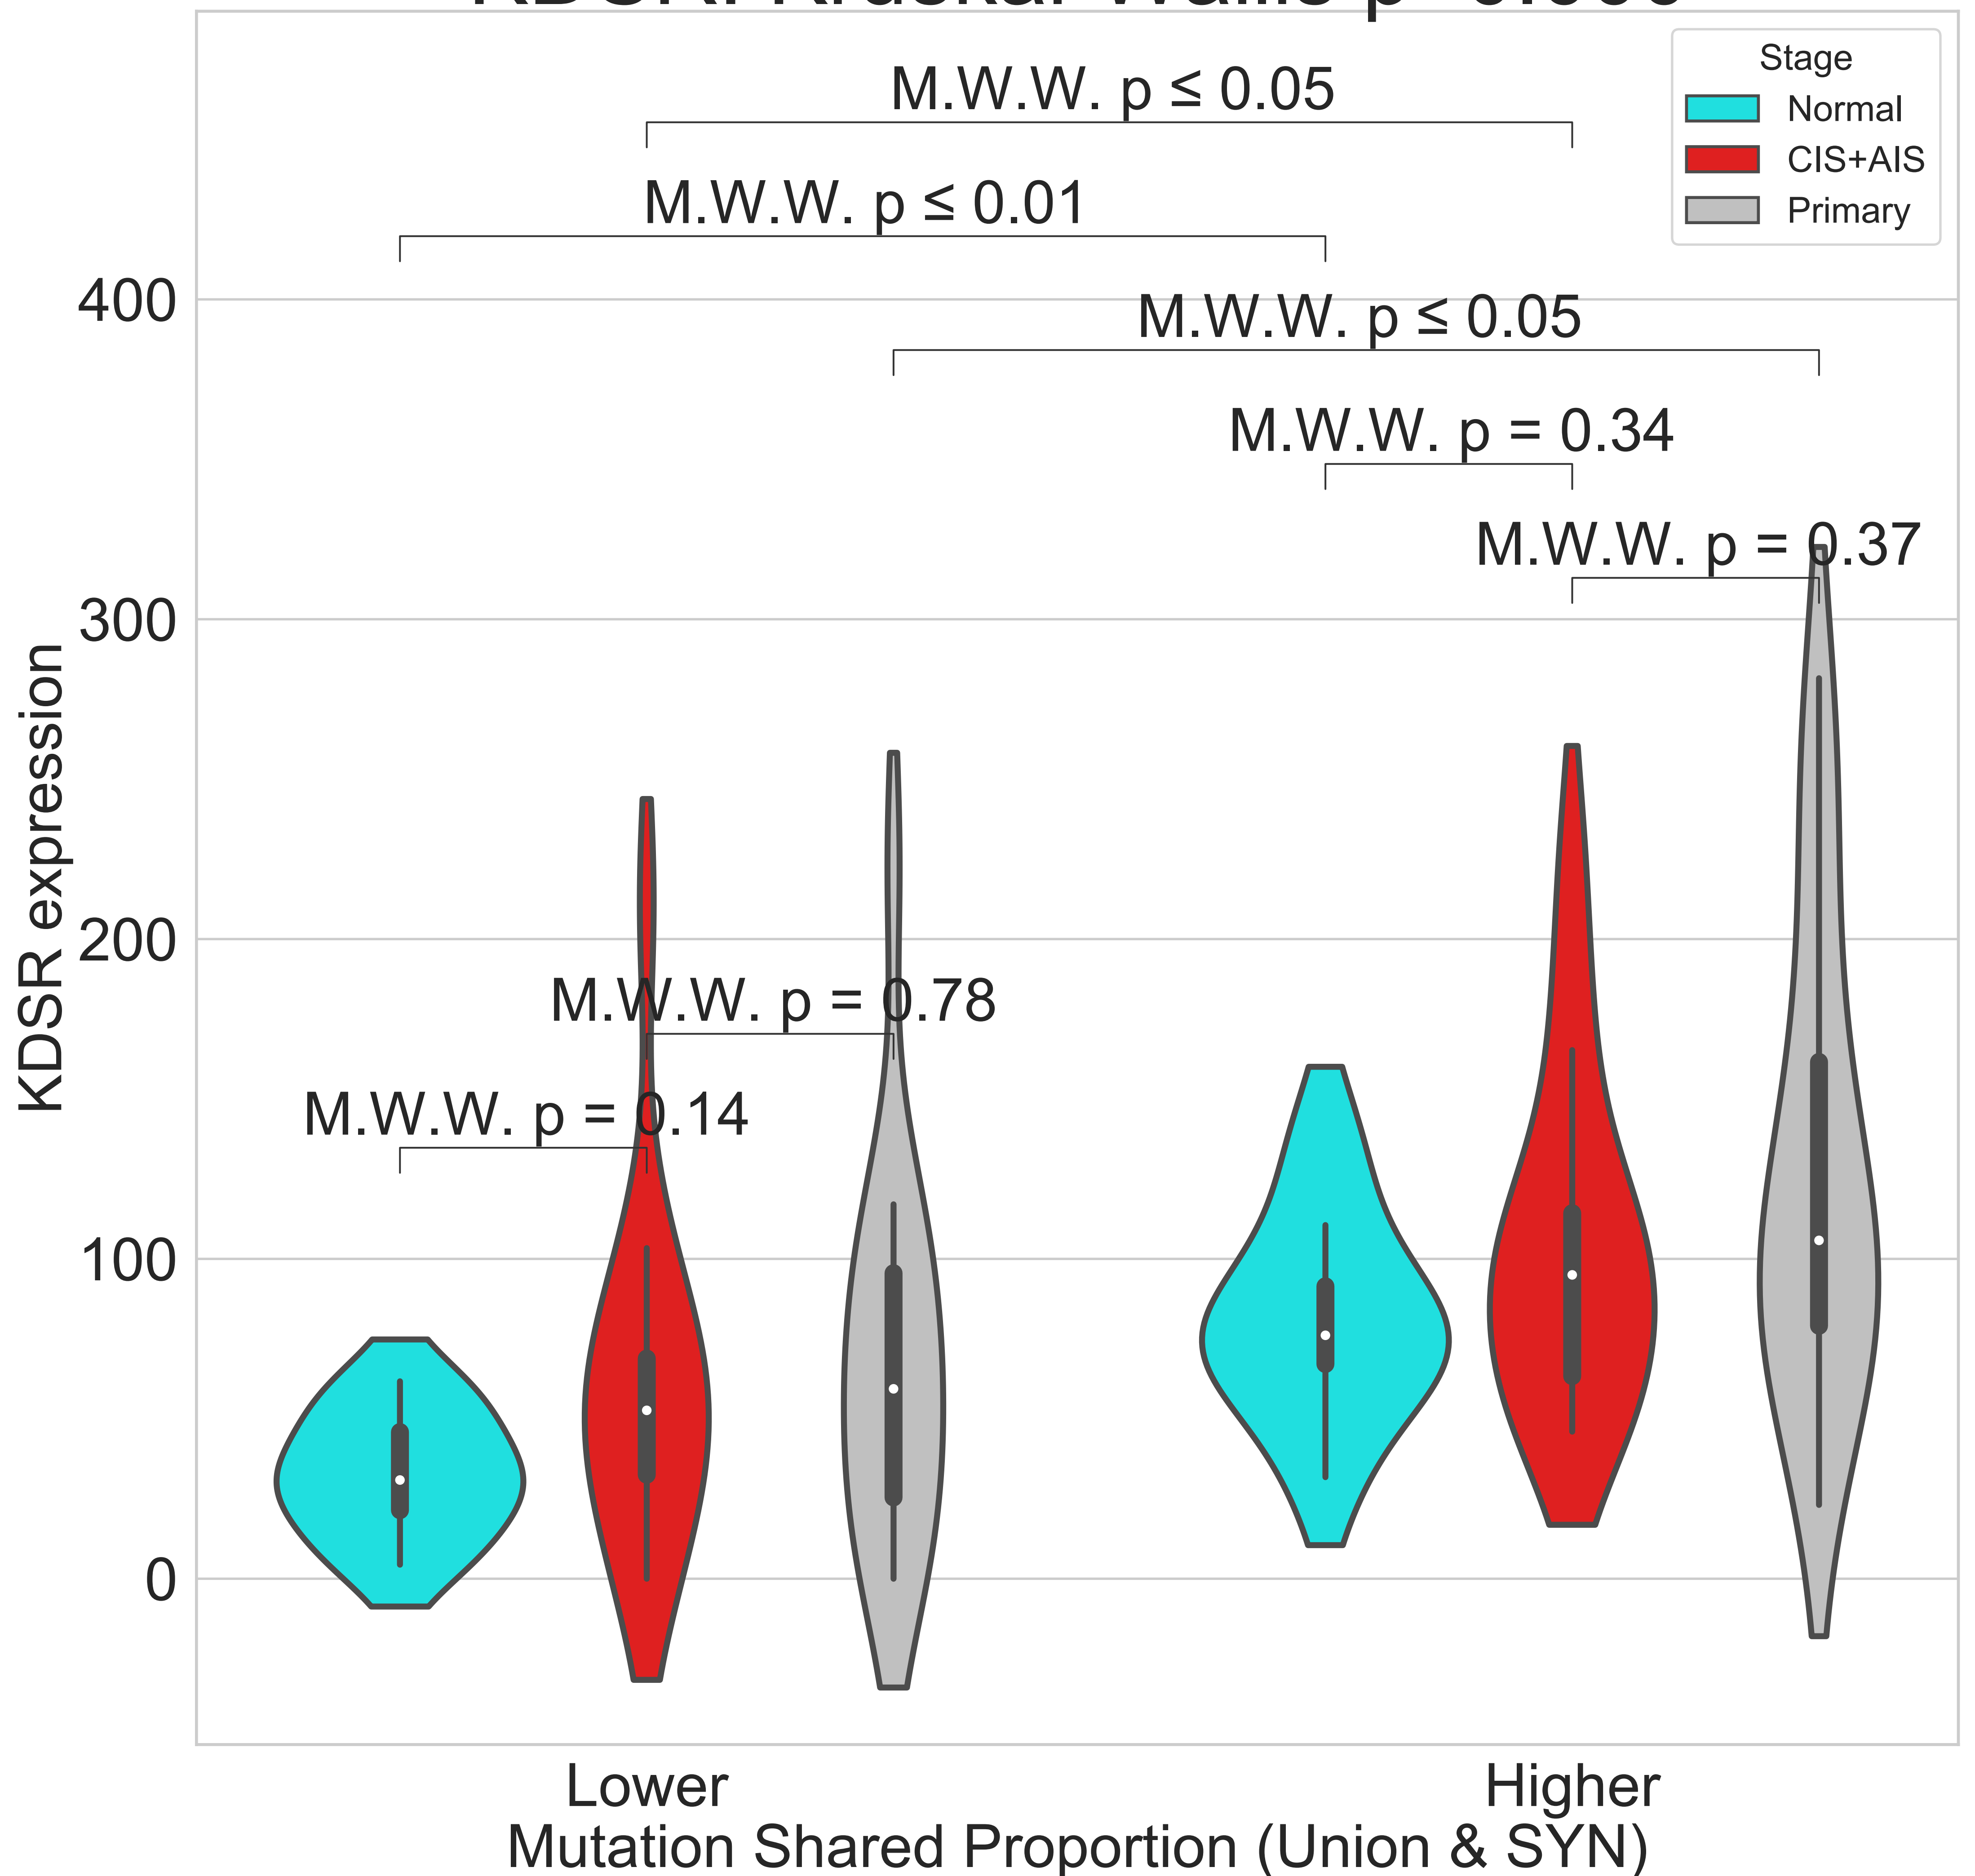 Stage
Normal
CIS+AIS
Primary
M.W.W. p ≤ 0.05
M.W.W. p ≤ 0.01
M.W.W. p ≤ 0.05
M.W.W. p = 0.34
M.W.W. p = 0.37
M.W.W. p = 0.78
M.W.W. p = 0.14
400
300
200
100
0
KDSR expression
Lower
Higher
Mutation Shared Proportion (Union & SYN)